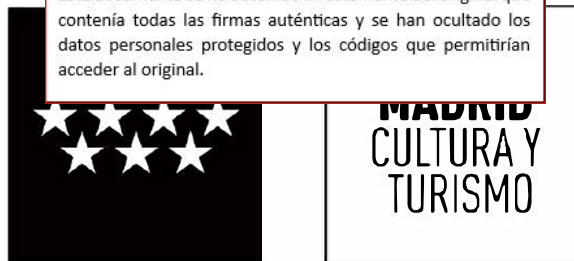 contenía todas las firmas auténticas y se han ocultado los
datos personales protegidos y los códigos que permitirían
acceder al original.
MADRID
CULTURA Y
TURISMO